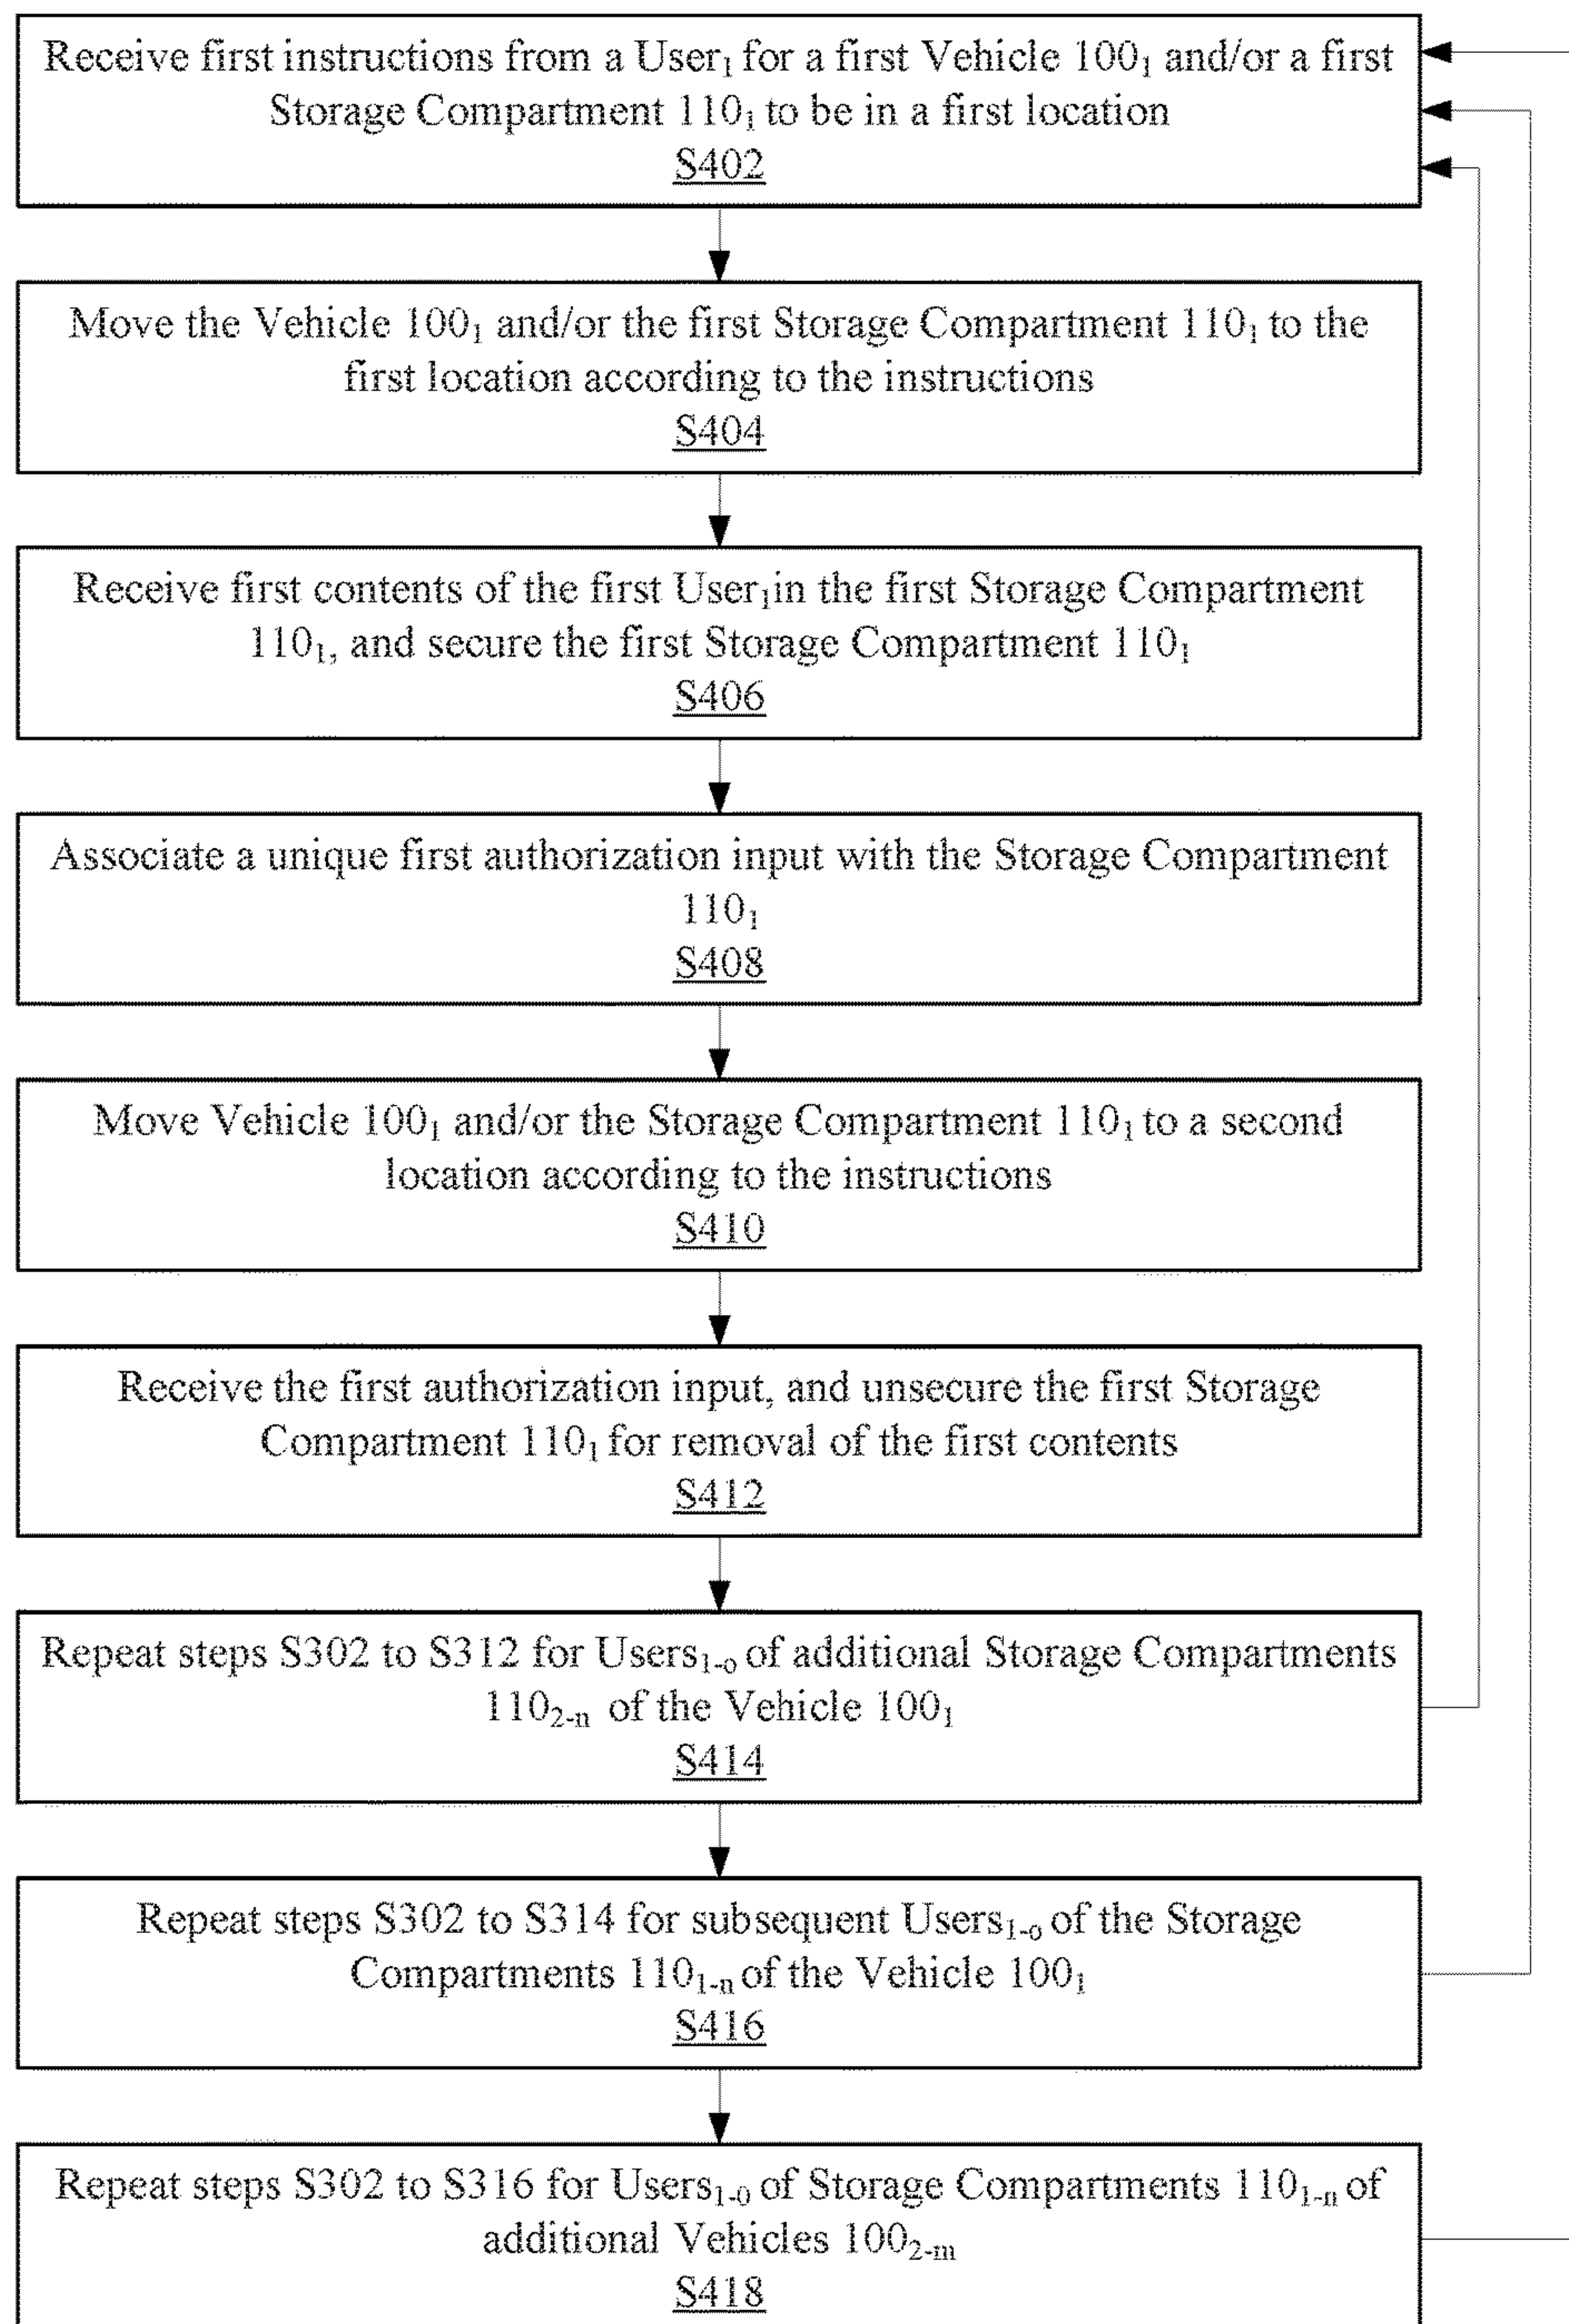 Receive first instructions from a User₁ for a first Vehicle 100₁ and/or a first
Storage Compartment 110₁ to be in a first location
S402
Move the Vehicle 100₁ and/or the first Storage Compartment 110₁ to the
first location according to the instructions
S404
Receive first contents of the first User₁in the first Storage Compartment
110₁, and secure the first Storage Compartment 110₁
S406
Associate a unique first authorization input with the Storage Compartment
110₁
S408
Move Vehicle 100₁ and/or the Storage Compartment 110₁ to a second
location according to the instructions
S410
Receive the first authorization input, and unsecure the first Storage
Compartment 110₁ for removal of the first contents
S412
Repeat steps S302 to S312 for Users₁₋ₒ of additional Storage Compartments
110₂₋ₙ of the Vehicle 100₁
S414
Repeat steps S302 to S314 for subsequent Users₁₋ₒ of the Storage
Compartments 110₁₋ₙ of the Vehicle 100₁
S416
Repeat steps S302 to S316 for Users₁₋₀ of Storage Compartments 110₁₋ₙ of
additional Vehicles 100₂₋ₘ
S418